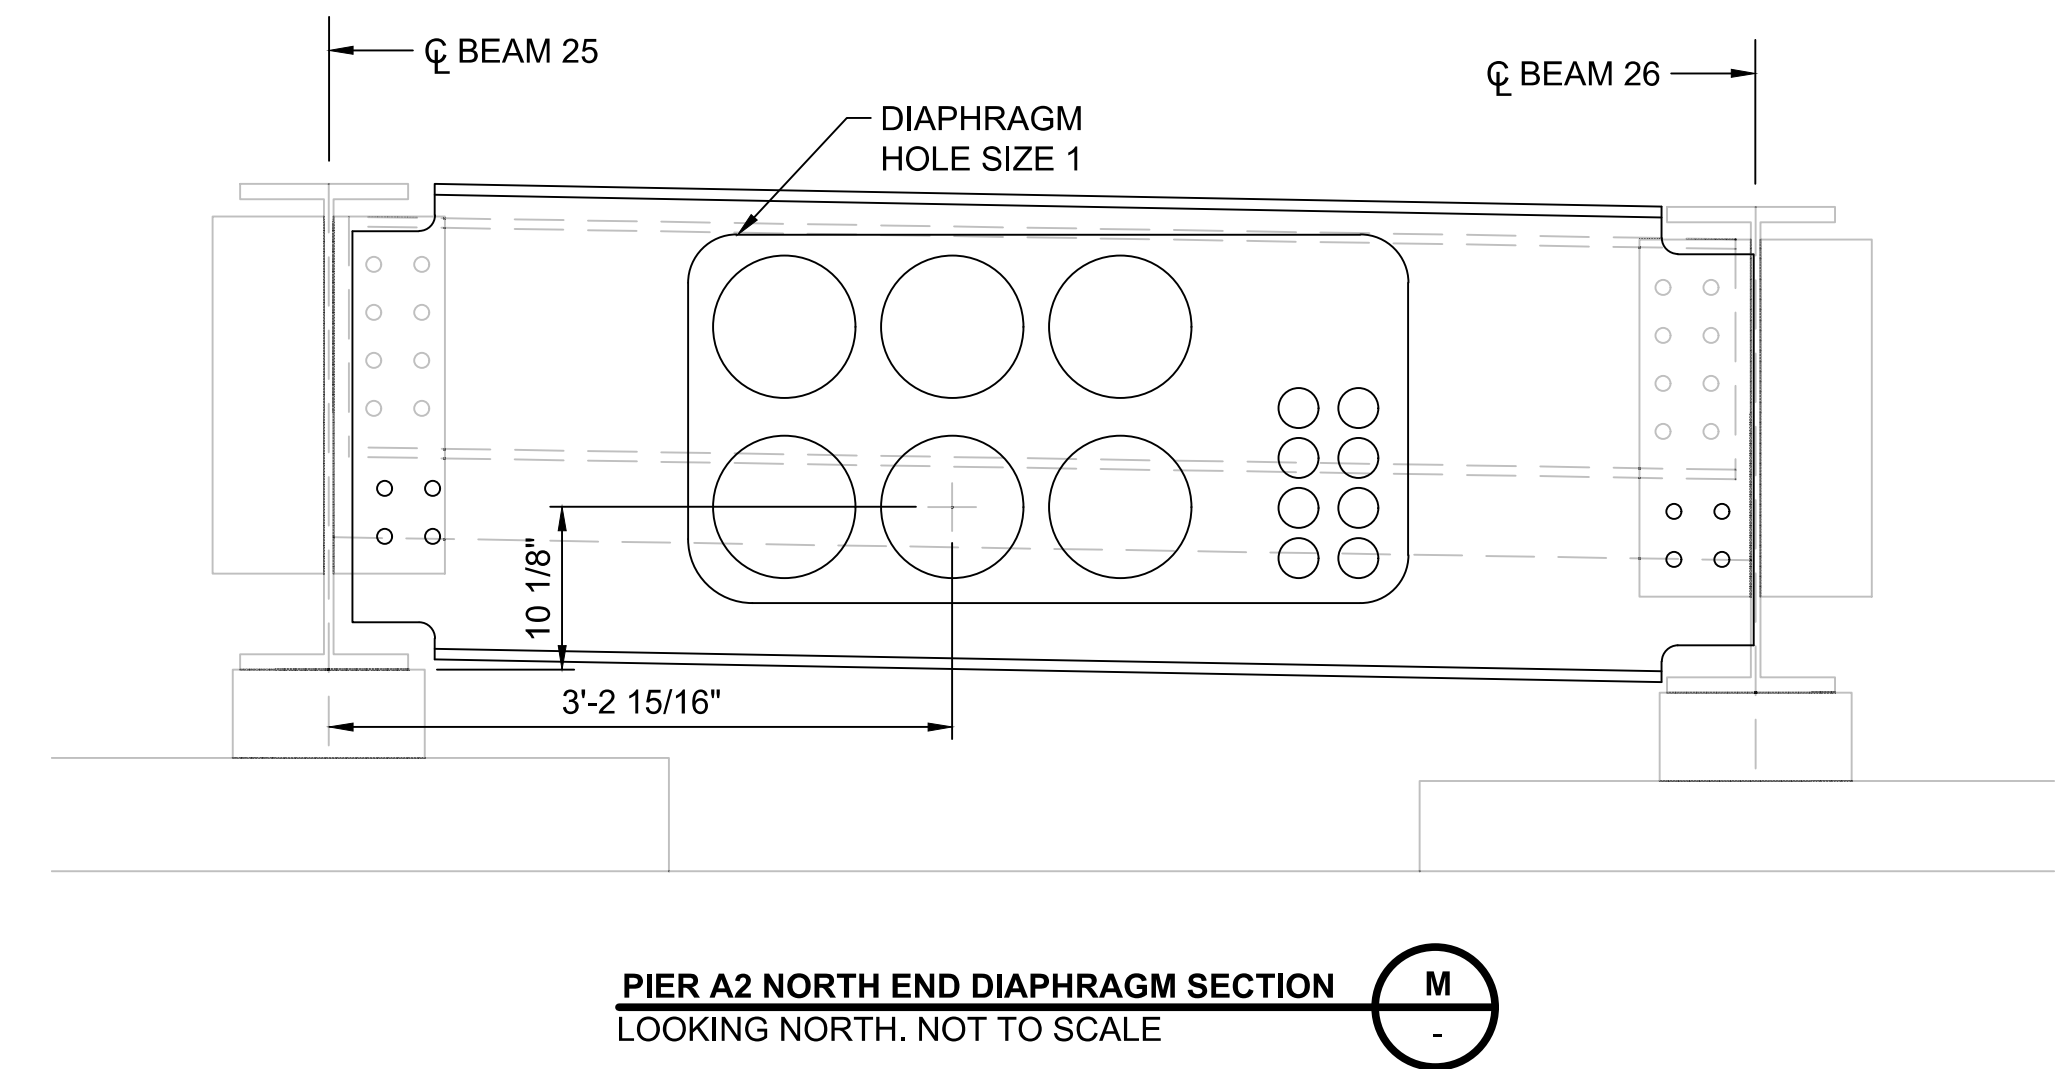 ℄ BEAM 25
℄ BEAM 26
DIAPHRAGM
HOLE SIZE 1
10 1/8"
3'-2 15/16"
PIER A2 NORTH END DIAPHRAGM SECTION
LOOKING NORTH. NOT TO SCALE
M
-